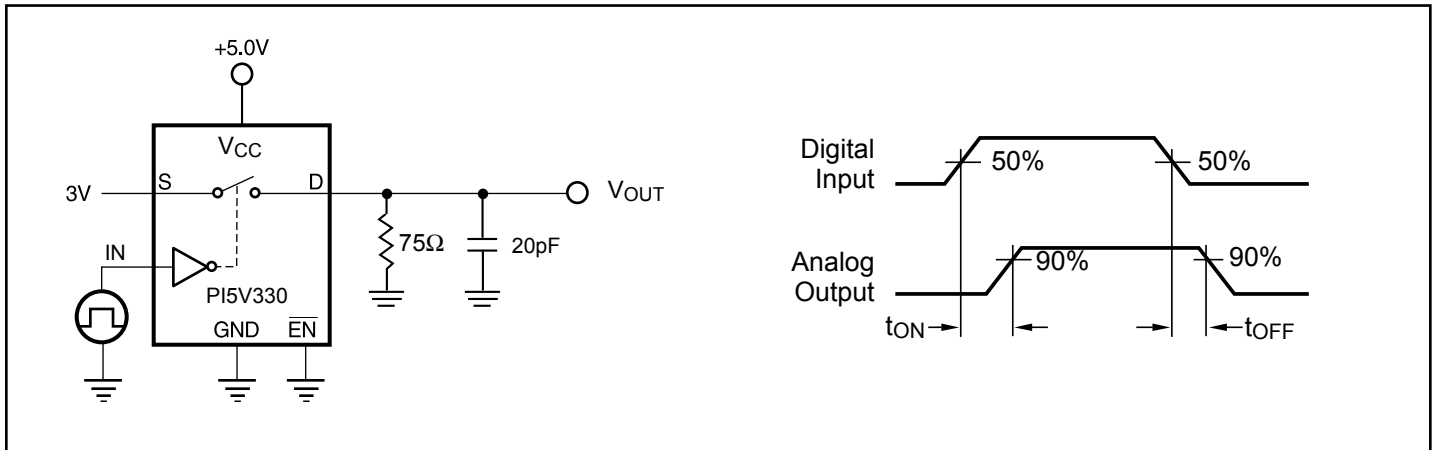 +5.0V
VCC
S
D
3V
VOUT
75Ω
20pF
IN
PI5V330
GND
EN
Digital
Input
50%
50%
Analog
Output
90%
90%
tON
tOFF